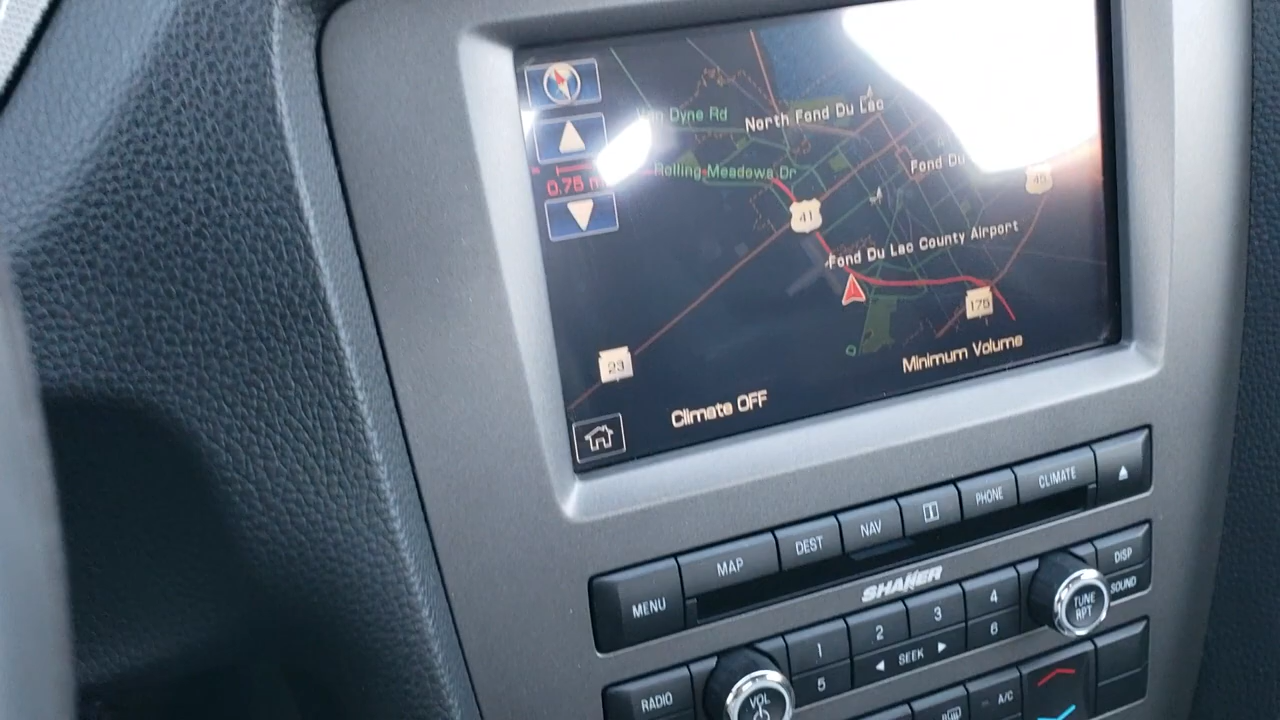 Van Dyne Rd
North Fond Du Lac
Rolling Meadows Dr
0.75
Fond Du
45
41
Fond Du Lac County Airport
175
23
Minimum Volume
Climate OFF
MENU
MAP
DEST
NAV
PHONE
CLIMATE
SHAKER
DISP
SOUND
TUNE
RPT
1
2
3
4
5
SEEK
6
RADIO
VOL
A/C